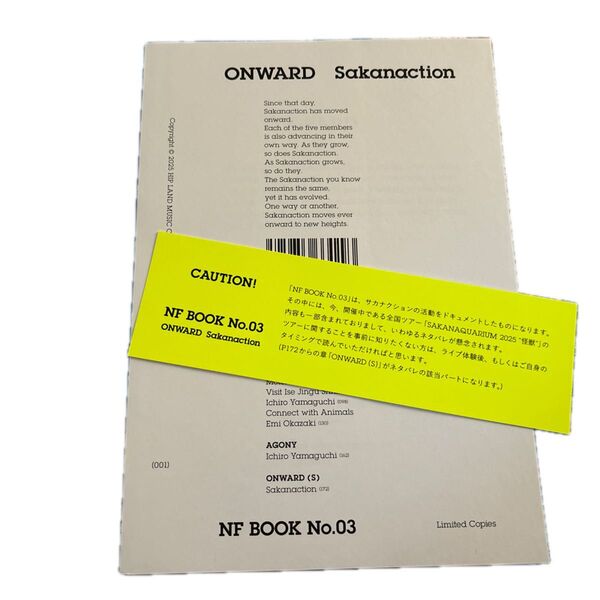 ONWARD Sakanaction
Since that day,
Sakanaction has moved
onward.
Each of the five members
is also advancing in their
own way. As they grow,
so does Sakanaction.
As Sakanaction grows,
so do they.
The Sakanaction you know
remains the same,
yet it has evolved.
One way or another,
Sakanaction moves ever
onward to new heights.
Copyright © 2025 HIP LAND MUSIC
CAUTION!
NF BOOK No.03
ONWARD Sakanaction
「NF BOOK No.03」は、サカナクションの活動をドキュメントしたものになります。
その中には、今、開催中である全国ツアー「SAKANAQUARIUM 2025 "怪獣"」の
内容も一部含まれておりまして、いわゆるネタバレが懸念されます。
ツアーに関することを事前に知りたくない方は、ライブ体験後、もしくはご自身の
タイミングで読んでいただければと思います。
(P172からの章「ONWARD (S)」がネタバレの該当パートになります。)
Visit Ise Jingu
Ichiro Yamaguchi (098)
Connect with Animals
Emi Okazaki (130)
AGONY
Ichiro Yamaguchi (162)
ONWARD (S)
Sakanaction (172)
(001)
NF BOOK No.03
Limited Copies